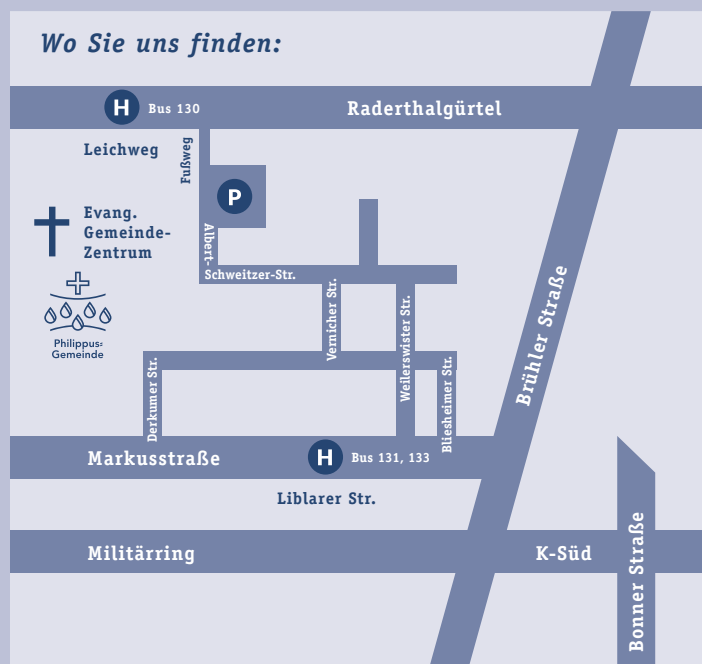 Wo Sie uns finden:
H Bus 130
Raderthalgürtel
Leichweg
Fußweg
P
Evang.
Gemeinde-
Zentrum
Albert-
Schweitzer-Str.
Philippus-
Gemeinde
Vernicher Str.
Weilerswister Str.
Bliesheimer Str.
Derkumer Str.
Brühler Straße
Markusstraße
H Bus 131, 133
Liblarer Str.
Militärring
K-Süd
Bonner Straße